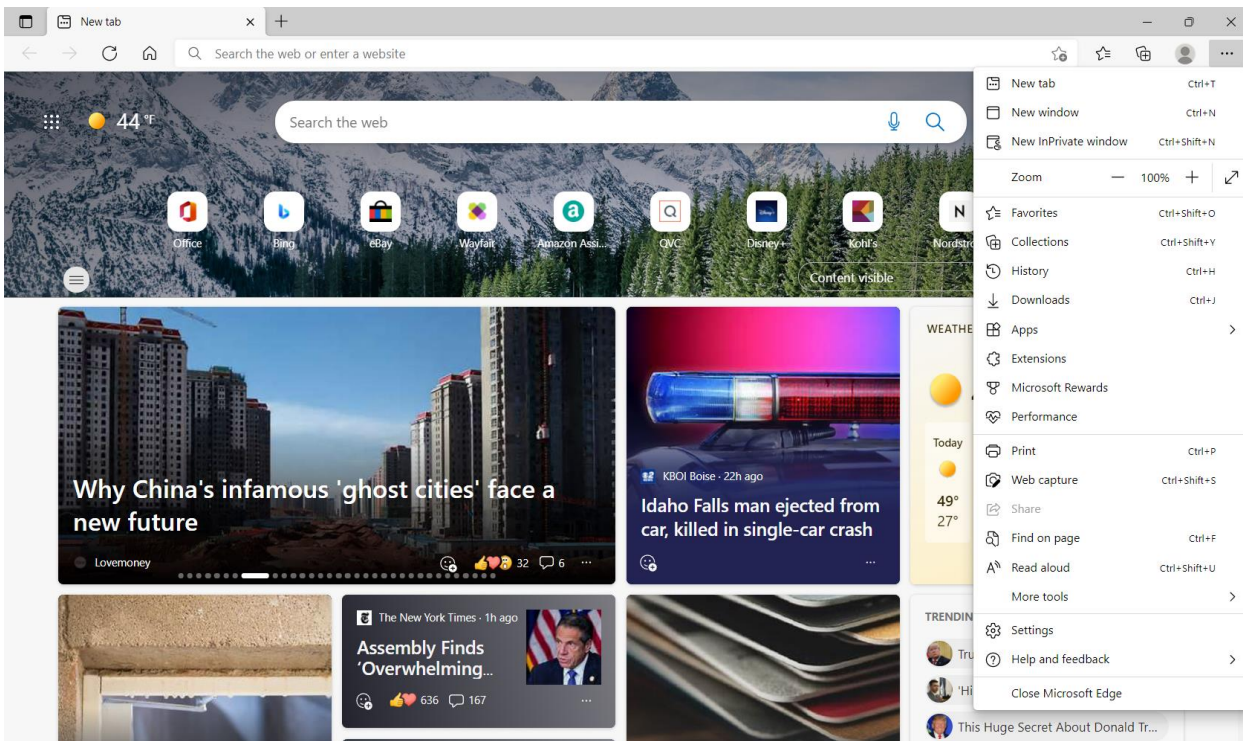 New tab
Search the web or enter a website
44 °F
Search the web
Office
Bing
eBay
Wayfair
Amazon Assi...
QVC
Disney+
Kohl's
Nordstro
Content visible
Why China's infamous 'ghost cities' face a
new future
Lovemoney
32
6
KBOI Boise · 22h ago
Idaho Falls man ejected from
car, killed in single-car crash
WEATHE
Today
49°
27°
The New York Times · 1h ago
Assembly Finds
‘Overwhelming...
636
167
TRENDIN
Tru
'Hi
This Huge Secret About Donald Tr...
New tab Ctrl+T
New window Ctrl+N
New InPrivate window Ctrl+Shift+N
Zoom — 100% +
Favorites Ctrl+Shift+O
Collections Ctrl+Shift+Y
History Ctrl+H
Downloads Ctrl+J
Apps
Extensions
Microsoft Rewards
Performance
Print Ctrl+P
Web capture Ctrl+Shift+S
Share
Find on page Ctrl+F
Read aloud Ctrl+Shift+U
More tools
Settings
Help and feedback
Close Microsoft Edge